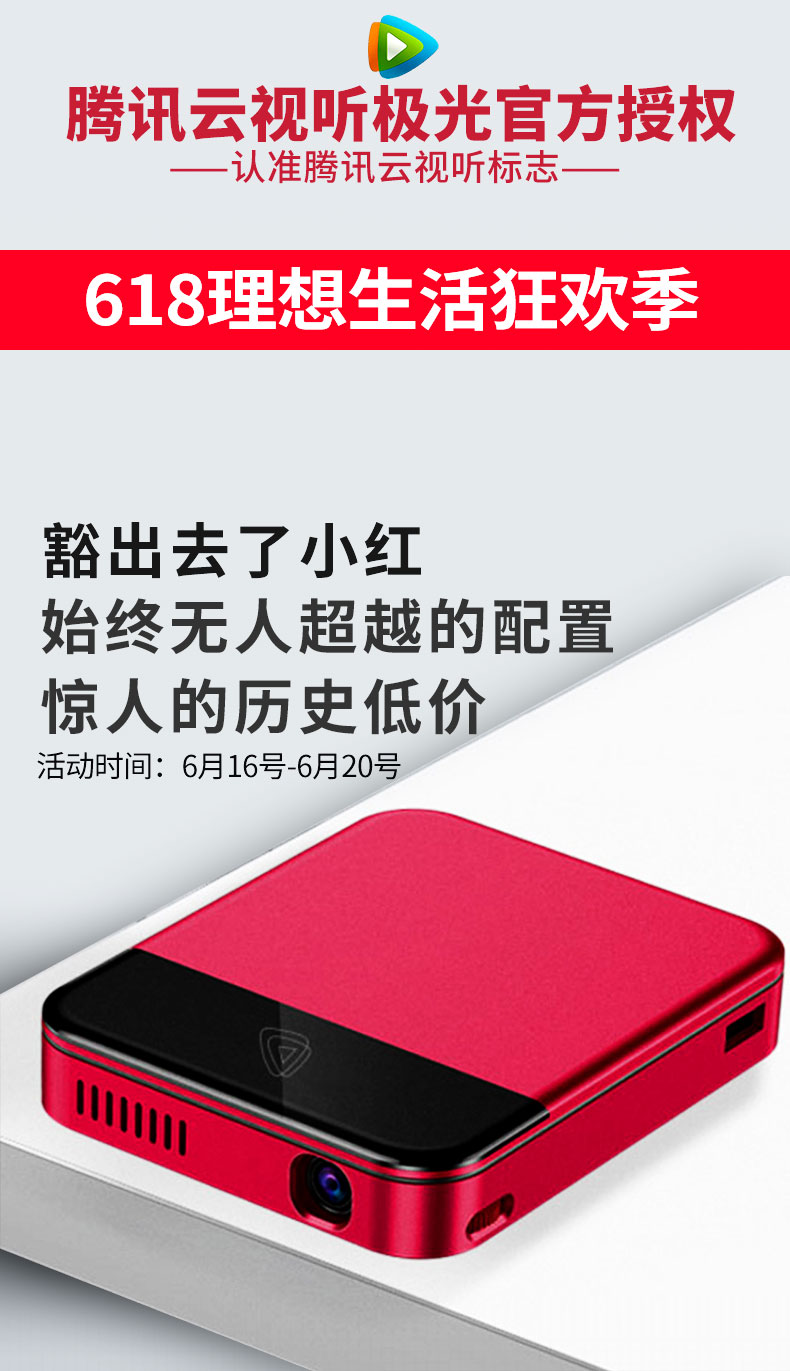 腾讯云视听极光官方授权
——认准腾讯云视听标志——
618理想生活狂欢季
豁出去了小红
始终无人超越的配置
惊人的历史低价
活动时间：6月16号-6月20号